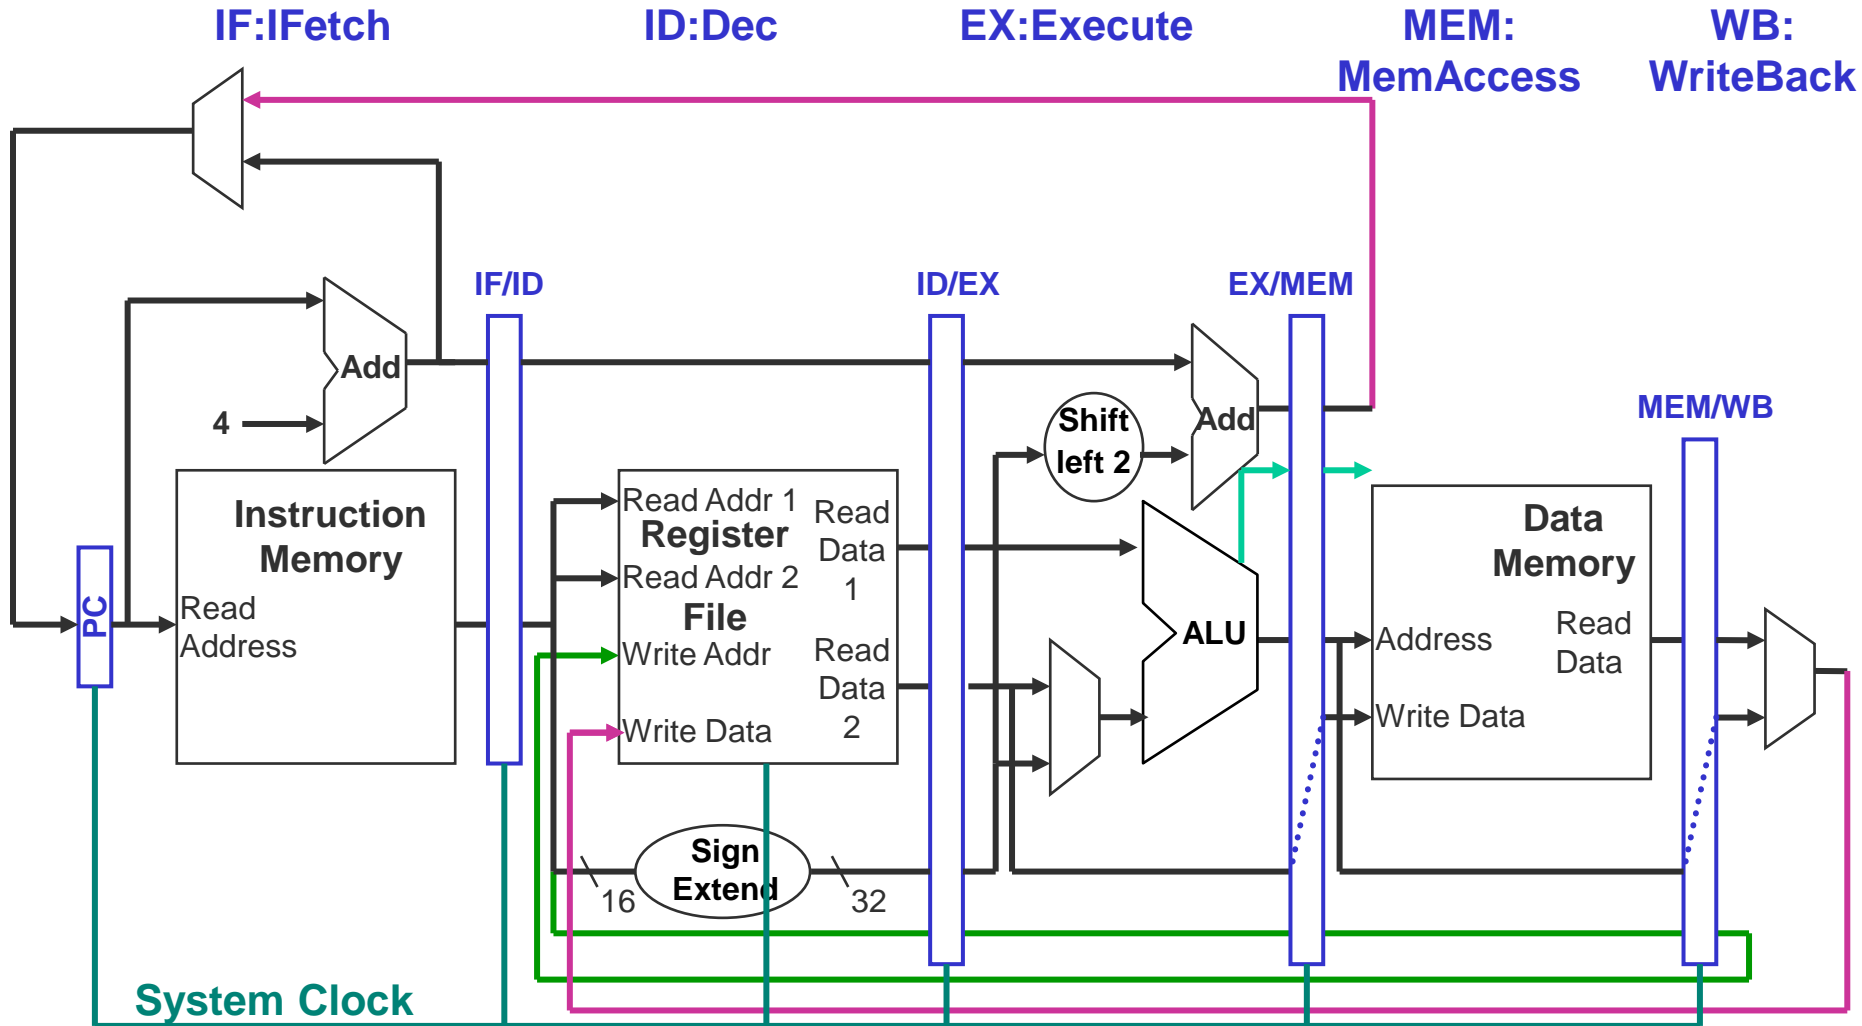 IF:IFetch
ID:Dec
EX:Execute
MEM:
MemAccess
WB:
WriteBack
IF/ID
ID/EX
EX/MEM
MEM/WB
Add
4
Shift
left 2
Add
Instruction
Memory
Read
Address
PC
Read Addr 1
Register
Read Addr 2
File
Write Addr
Write Data
Read
Data
1
Read
Data
2
ALU
Data
Memory
Address
Write Data
Read
Data
Sign
Extend
16
32
System Clock